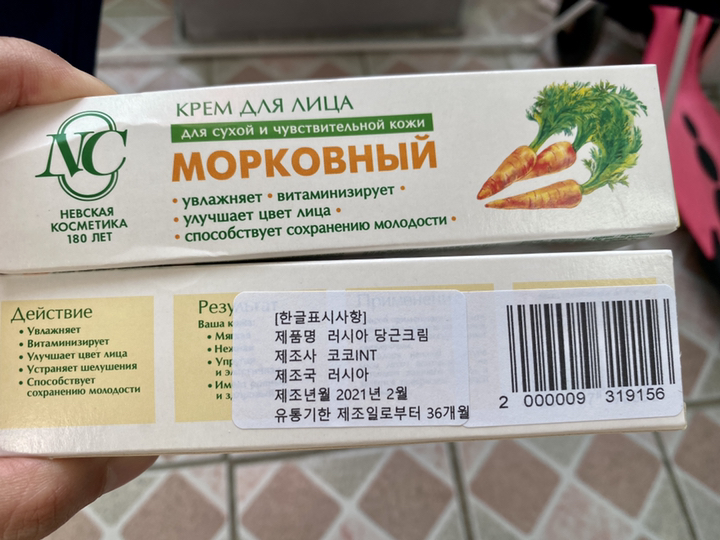 КРЕМ ДЛЯ ЛИЦА
для сухой и чувствительной кожи
МОРКОВНЫЙ
• увлажняет • витаминизирует •
• улучшает цвет лица •
• способствует сохранению молодости •
NC
НЕВСКАЯ
КОСМЕТИКА
180 ЛЕТ
Действие
• Увлажняет
• Витаминизирует
• Улучшает цвет лица
• Устраняет шелушения
• Способствует
сохранению молодости
Результат
Ваша
[한글표시사항]
제품명 러시아 당근크림
제조사 코코INT
제조국 러시아
제조년월 2021년 2월
유통기한 제조일로부터 36개월
2 000009 319156